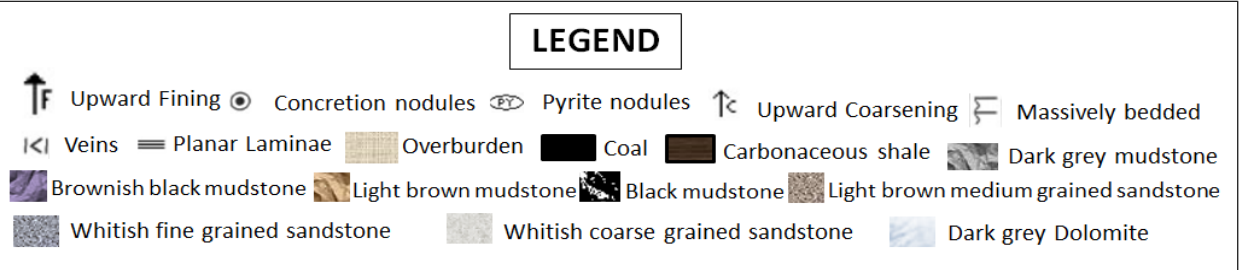 LEGEND
F Upward Fining Concretion nodules PY Pyrite nodules c Upward Coarsening Massively bedded
Veins Planar Laminae Overburden Coal Carbonaceous shale Dark grey mudstone
Brownish black mudstone Light brown mudstone Black mudstone Light brown medium grained sandstone
Whitish fine grained sandstone Whitish coarse grained sandstone Dark grey Dolomite